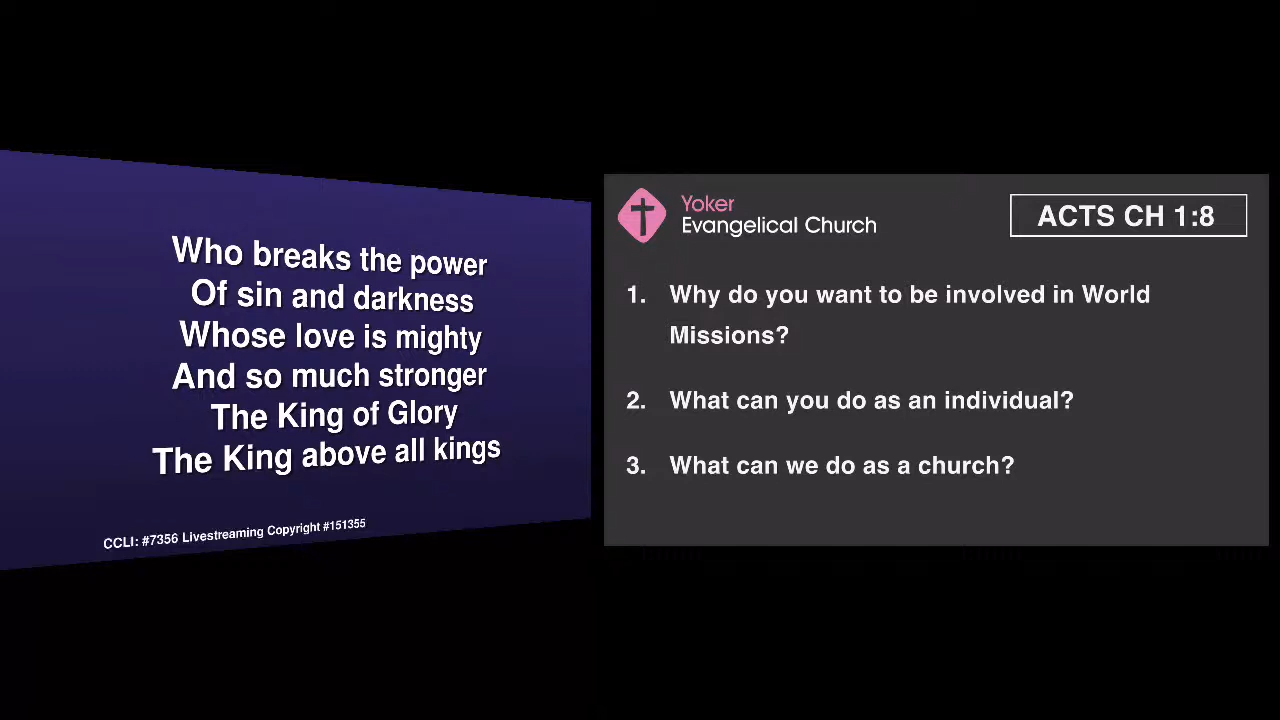 Who breaks the power
Of sin and darkness
Whose love is mighty
And so much stronger
The King of Glory
The King above all kings
CCLI: #7356 Livestreaming Copyright #151355
Yoker
Evangelical Church
ACTS CH 1:8
1. Why do you want to be involved in World
Missions?
2. What can you do as an individual?
3. What can we do as a church?